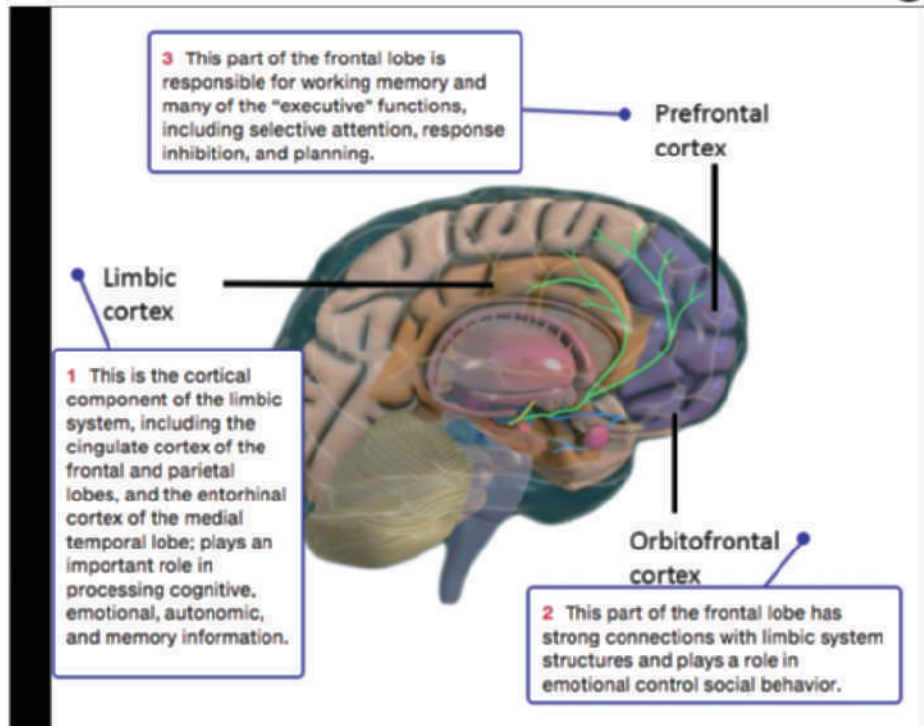 3 This part of the frontal lobe is
responsible for working memory and
many of the "executive" functions,
including selective attention, response
inhibition, and planning.
Prefrontal
cortex
Limbic
cortex
1 This is the cortical
component of the limbic
system, including the
cingulate cortex of the
frontal and parietal
lobes, and the entorhinal
cortex of the medial
temporal lobe; plays an
important role in
processing cognitive,
emotional, autonomic,
and memory information.
Orbitofrontal
cortex
2 This part of the frontal lobe has
strong connections with limbic system
structures and plays a role in
emotional control social behavior.